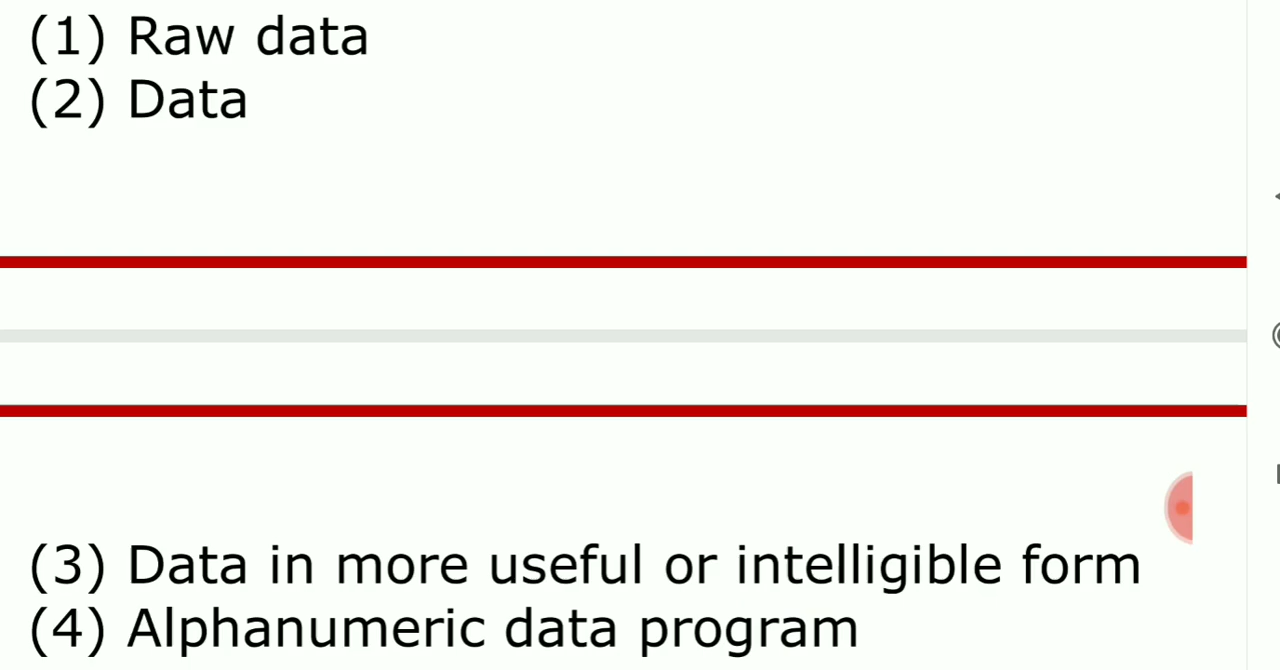 (1) Raw data
(2) Data
(3) Data in more useful or intelligible form
(4) Alphanumeric data program